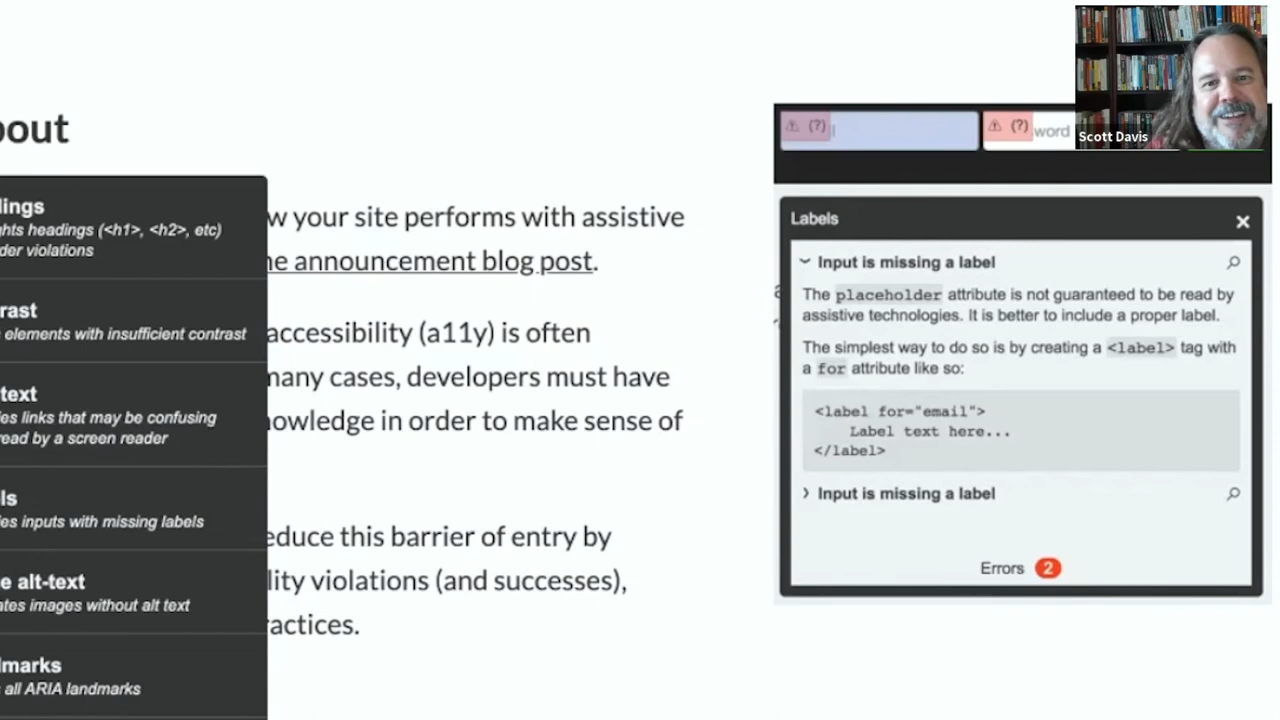 bout
dings
ghts headings (<h1>, <h2>, etc)
der violations
rast
elements with insufficient contrast
text
es links that may be confusing
read by a screen reader
ls
es inputs with missing labels
e alt-text
ates images without alt text
dmarks
all ARIA landmarks
w your site performs with assistive
he announcement blog post.
accessibility (a11y) is often
many cases, developers must have
nowledge in order to make sense of
educe this barrier of entry by
lity violations (and successes),
ractices.
(?)
(?) word
Scott Davis
Labels
Input is missing a label
The placeholder attribute is not guaranteed to be read by
assistive technologies. It is better to include a proper label.
The simplest way to do so is by creating a <label> tag with
a for attribute like so:
<label for="email">
Label text here...
</label>
Input is missing a label
Errors 2